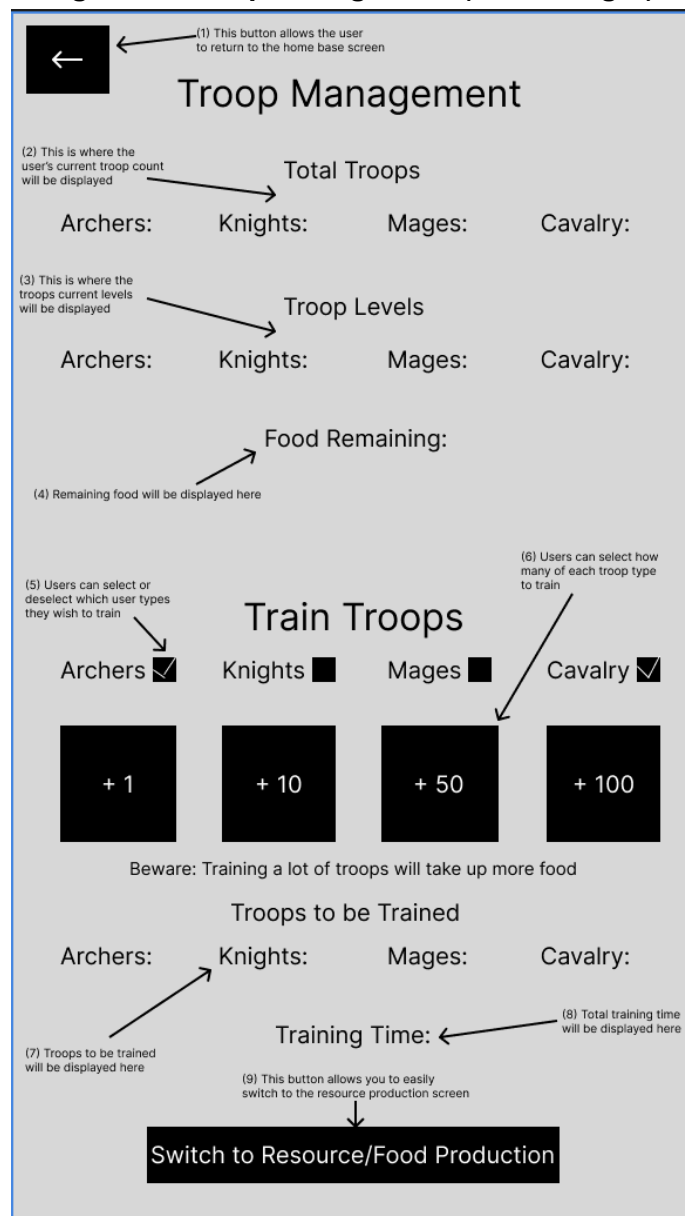 (1) This button allows the user
to return to the home base screen
←
Troop Management
(2) This is where the
user's current troop count
will be displayed
Total Troops
Archers: Knights: Mages: Cavalry:
(3) This is where the
troops current levels
will be displayed
Troop Levels
Archers: Knights: Mages: Cavalry:
Food Remaining:
(4) Remaining food will be displayed here
(6) Users can select how
many of each troop type
to train
(5) Users can select or
deselect which user types
they wish to train
Train Troops
Archers Knights Mages Cavalry
+ 1 + 10 + 50 + 100
Beware: Training a lot of troops will take up more food
Troops to be Trained
Archers: Knights: Mages: Cavalry:
(8) Total training time
will be displayed here
Training Time:
(7) Troops to be trained
will be displayed here
(9) This button allows you to easily
switch to the resource production screen
Switch to Resource/Food Production